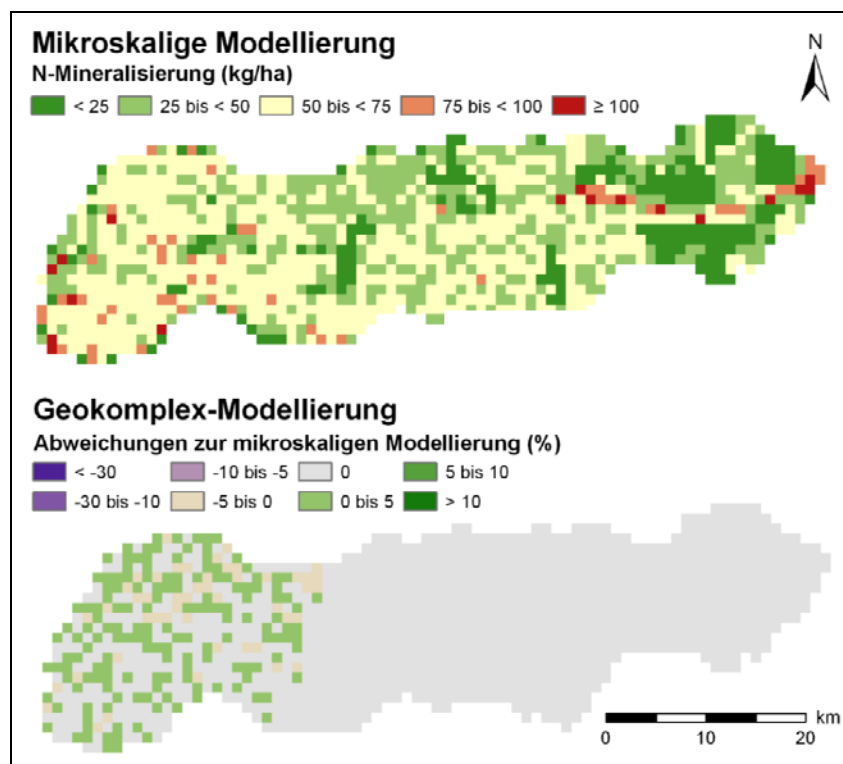 Mikroskalige Modellierung
N-Mineralisierung (kg/ha)
N
< 25 25 bis < 50 50 bis < 75 75 bis < 100 ≥ 100
Geokomplex-Modellierung
Abweichungen zur mikroskaligen Modellierung (%)
< -30 -10 bis -5 0 5 bis 10
-30 bis -10 -5 bis 0 0 bis 5 > 10
km
0 10 20